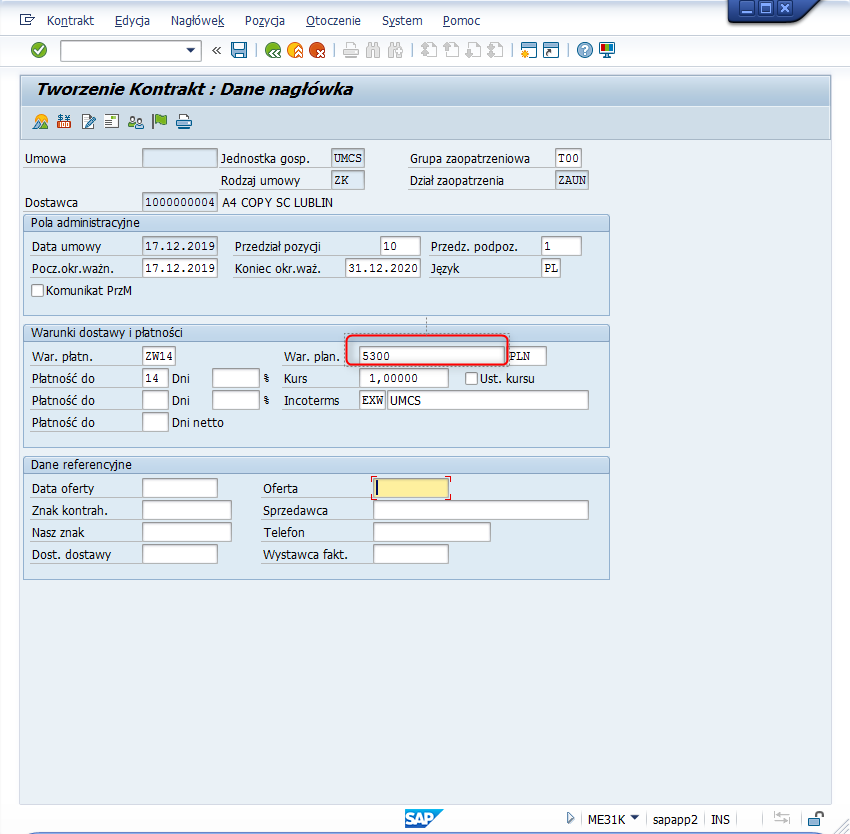 Kontrakt Edycja Nagłówek Pozycja Otoczenie System Pomoc
Tworzenie Kontrakt : Dane nagłówka
Umowa Jednostka gosp. UMCS Grupa zaopatrzeniowa T00
Rodzaj umowy ZK Dział zaopatrzenia ZAUN
Dostawca 1000000004 A4 COPY SC LUBLIN
Pola administracyjne
Data umowy 17.12.2019 Przedział pozycji 10 Przedz. podpoz. 1
Pocz.okr.ważn. 17.12.2019 Koniec okr.waż. 31.12.2020 Język PL
Komunikat PrzM
Warunki dostawy i płatności
War. płatn. ZW14 War. plan. 5300 PLN
Płatność do 14 Dni % Kurs 1,00000 Ust. kursu
Płatność do Dni % Incoterms EXW UMCS
Płatność do Dni netto
Dane referencyjne
Data oferty Oferta
Znak kontrah. Sprzedawca
Nasz znak Telefon
Dost. dostawy Wystawca fakt.
SAP ME31K sapapp2 INS